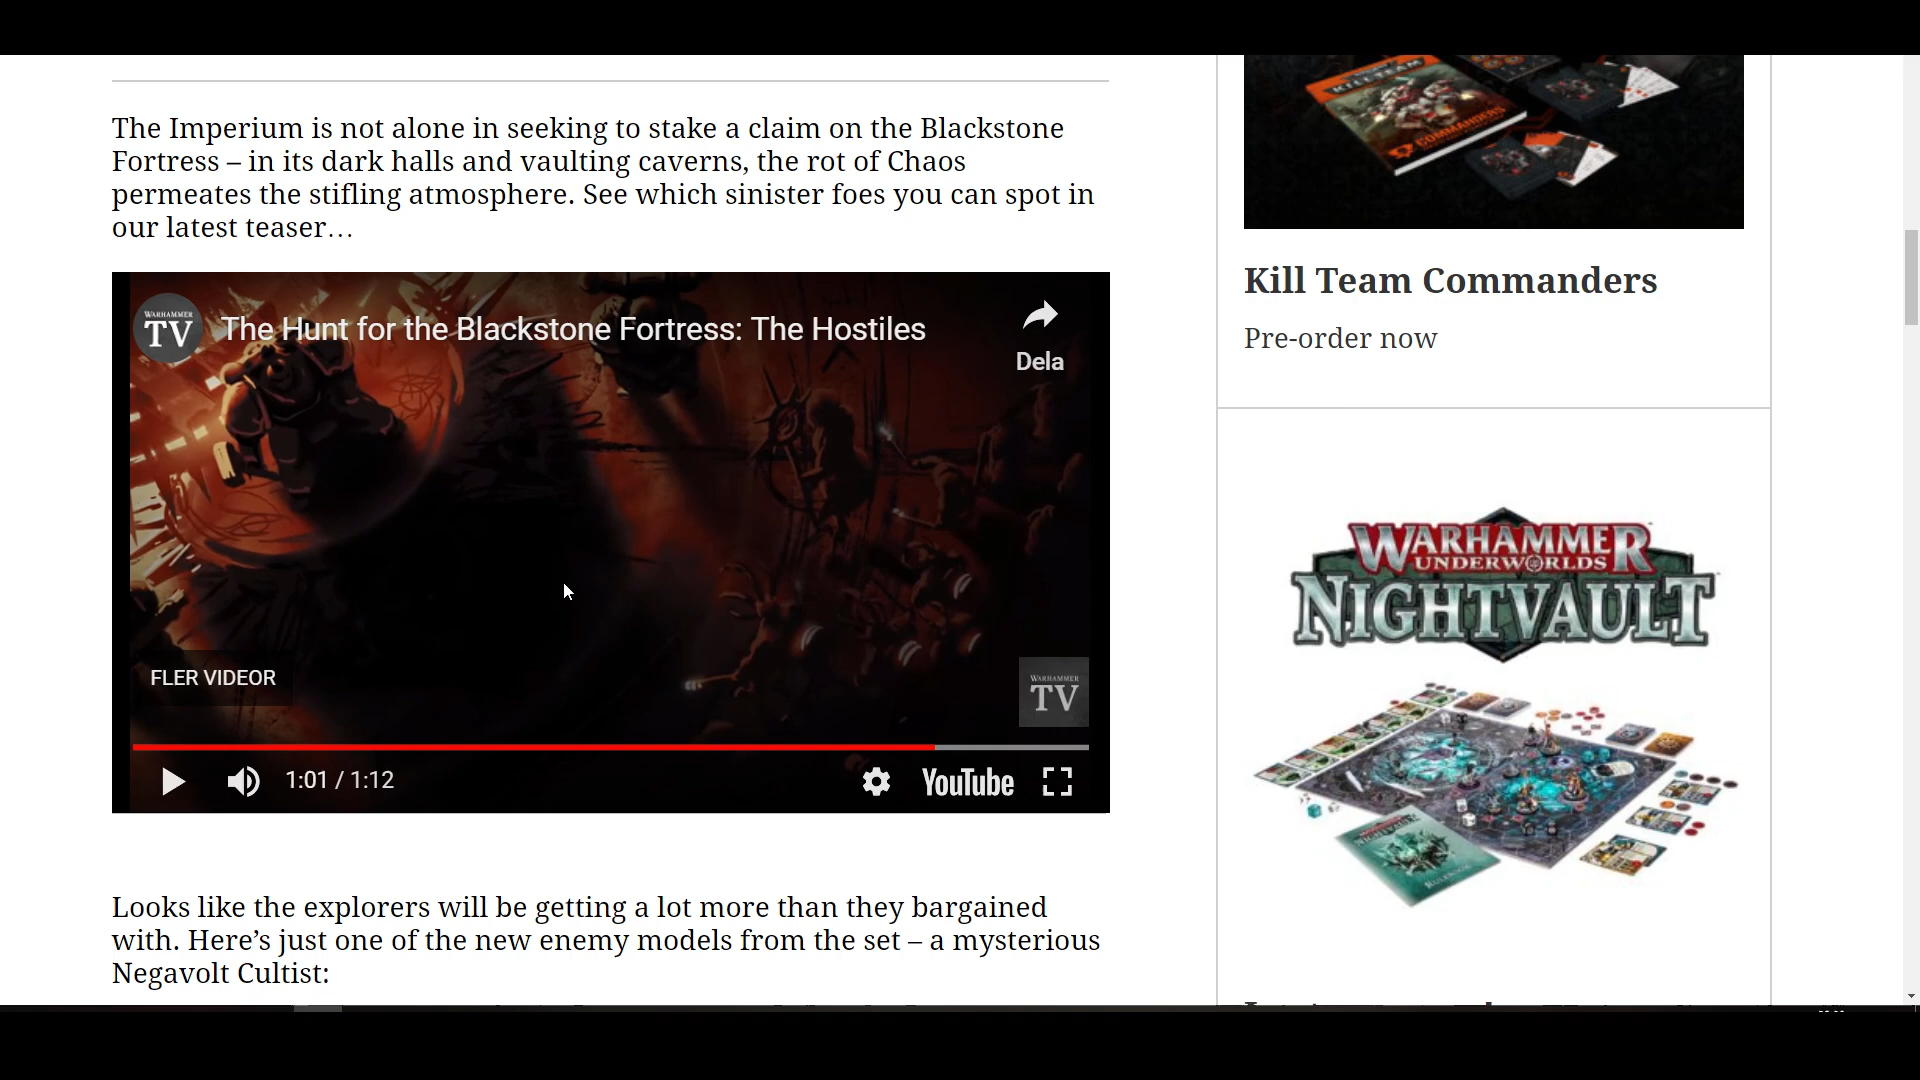 The Imperium is not alone in seeking to stake a claim on the Blackstone
Fortress – in its dark halls and vaulting caverns, the rot of Chaos
permeates the stifling atmosphere. See which sinister foes you can spot in
our latest teaser…
WARHAMMER
TV
The Hunt for the Blackstone Fortress: The Hostiles
Dela
FLER VIDEOR
WARHAMMER
TV
1:01 / 1:12
YouTube
Looks like the explorers will be getting a lot more than they bargained
with. Here’s just one of the new enemy models from the set – a mysterious
Negavolt Cultist:
KILL TEAM
COMMANDERS
Kill Team Commanders
Pre-order now
WARHAMMER
UNDERWORLDS
NIGHTVAULT
NIGHTVAULT
RULEBOOK